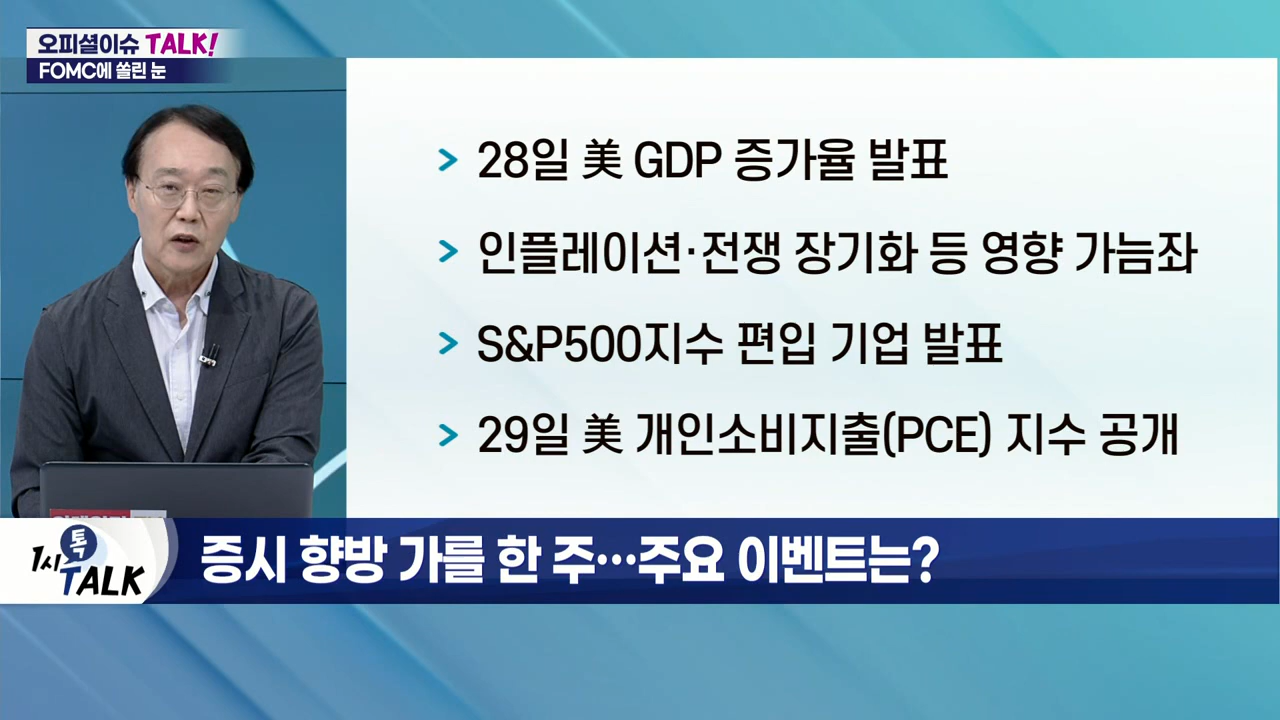 오피셜이슈 TALK!
FOMC에 쏠린 눈
> 28일 美 GDP 증가율 발표
> 인플레이션·전쟁 장기화 등 영향 가늠좌
> S&P500지수 편입 기업 발표
> 29일 美 개인소비지출(PCE) 지수 공개
1시 톡 TALK
증시 향방 가를 한 주…주요 이벤트는?